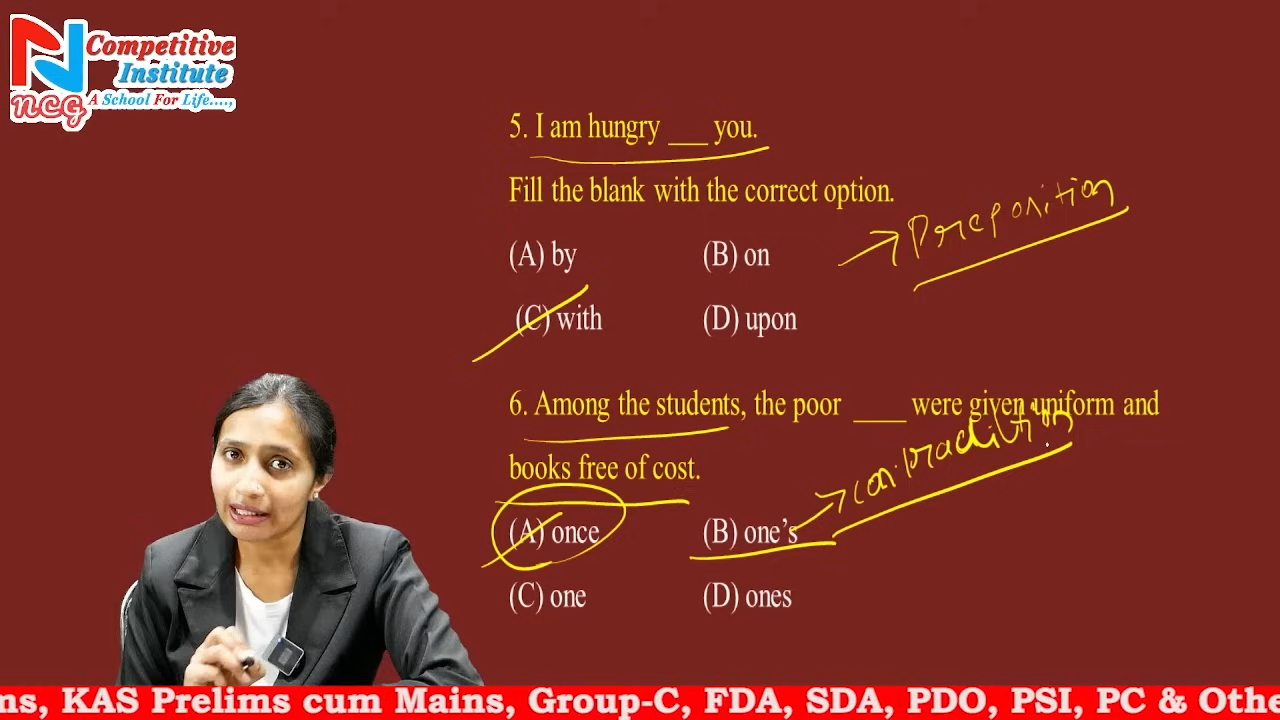 Competitive
Institute
NCG A School For Life....,
5. I am hungry ___ you.
Fill the blank with the correct option.
Preposition
(A) by (B) on
(C) with (D) upon
6. Among the students, the poor ____ were given uniform and
books free of cost.
(A) once (B) one's
(C) one (D) ones
ms, KAS Prelims cum Mains, Group-C, FDA, SDA, PDO, PSI, PC & Othe